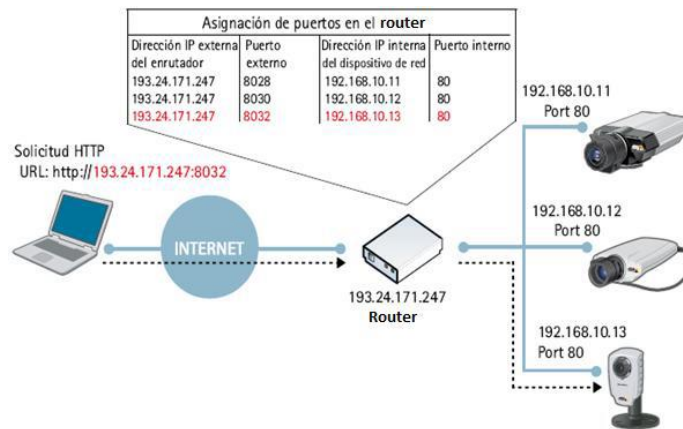 Asignación de puertos en el router
Dirección IP externa del enrutador | Puerto externo | Dirección IP interna del dispositivo de red | Puerto interno
193.24.171.247 8028 192.168.10.11 80
193.24.171.247 8030 192.168.10.12 80
193.24.171.247 8032 192.168.10.13 80
Solicitud HTTP
URL: http://193.24.171.247:8032
INTERNET
193.24.171.247
Router
192.168.10.11
Port 80
192.168.10.12
Port 80
192.168.10.13
Port 80